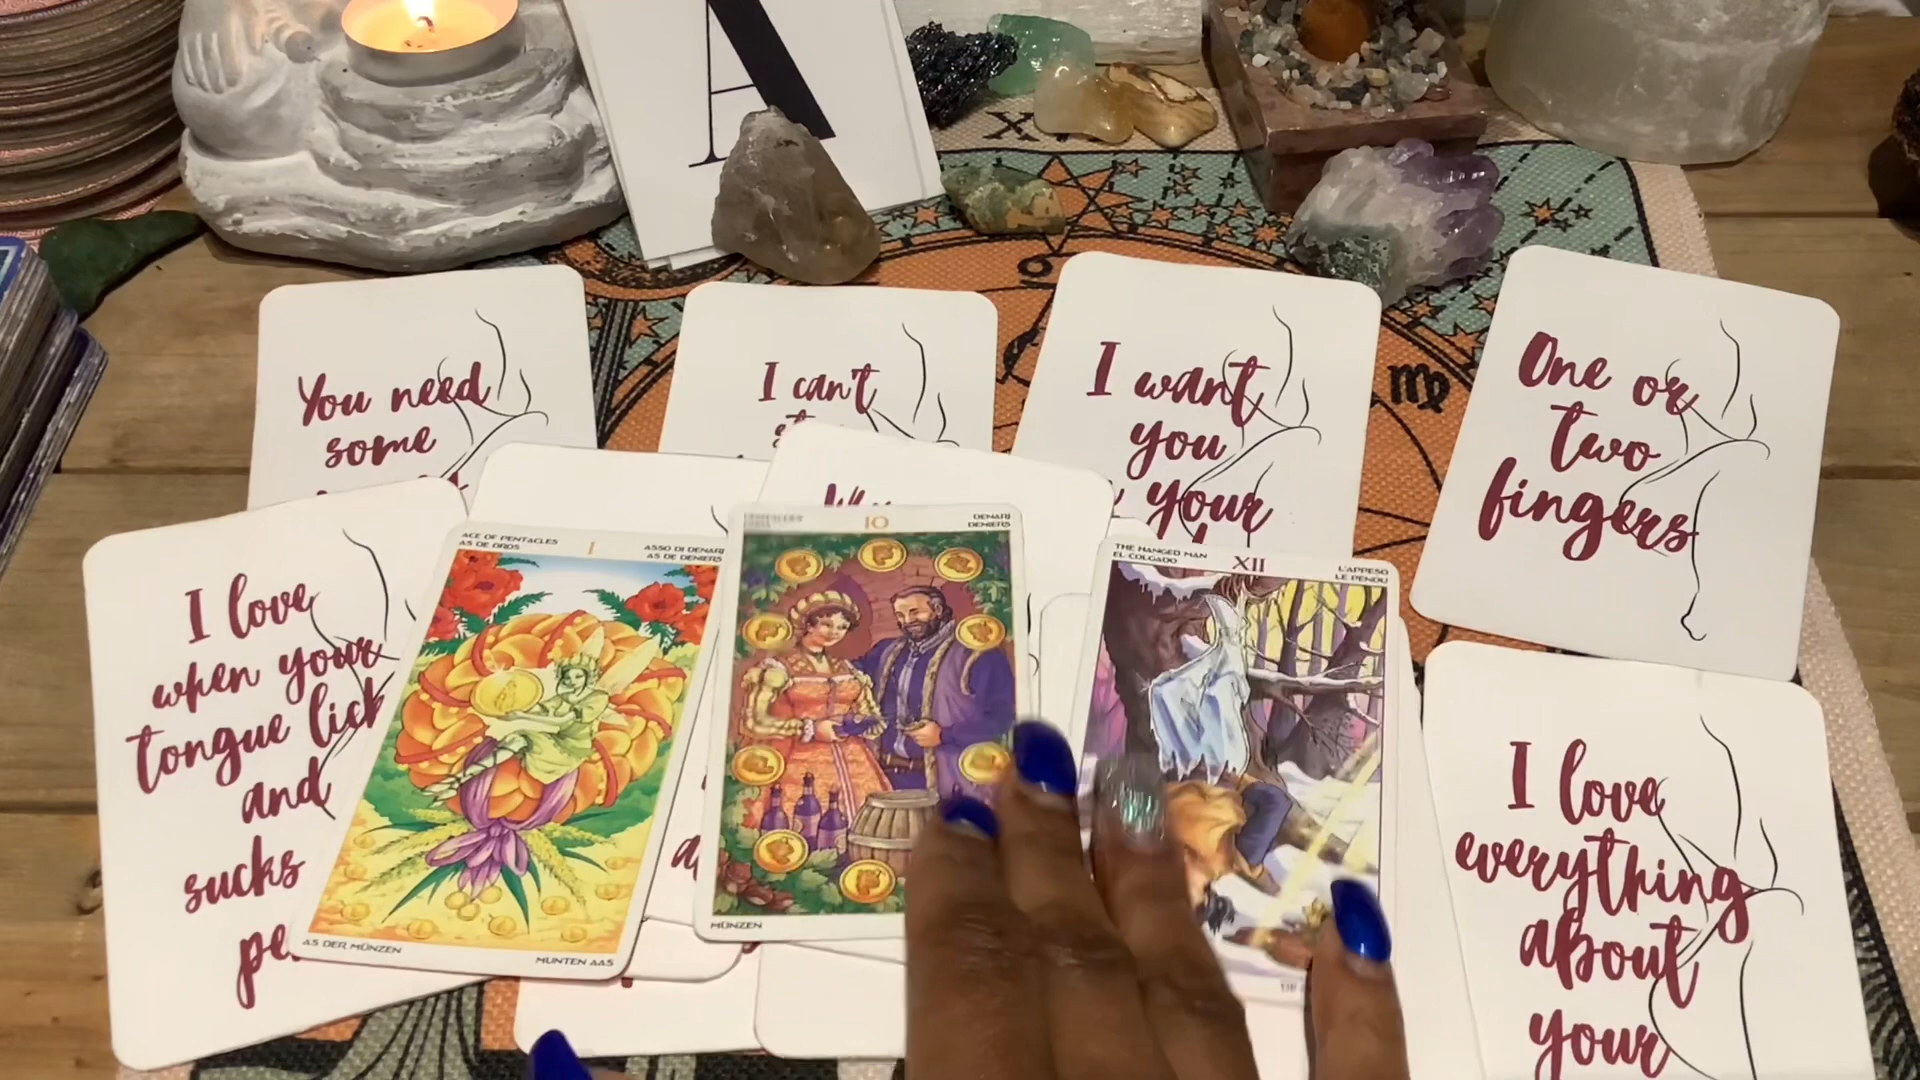 A
X
You need
some
I can't
I want
you
your
One or
two
fingers
I love
when your
tongue lick
and
sucks
ACE OF PENTACLES
AS DE OROS
I
ASSO DI DENARI
AS DE DENIERS
AS DER MÜNZEN
MUNTEN AAS
10
DENARI
DENIERS
MÜNZEN
THE HANGED MAN
EL COLGADO
XII
L'APPESO
LE PENDU
I love
everything
about
your